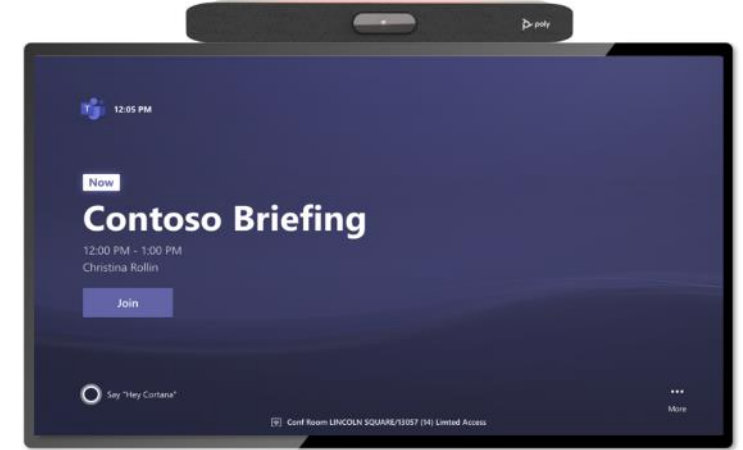 poly
T
12:05 PM
Now
Contoso Briefing
12:00 PM - 1:00 PM
Christina Rollin
Join
Say "Hey Cortana"
More
Conf Room LINCOLN SQUARE/13057 (14) Limted Access